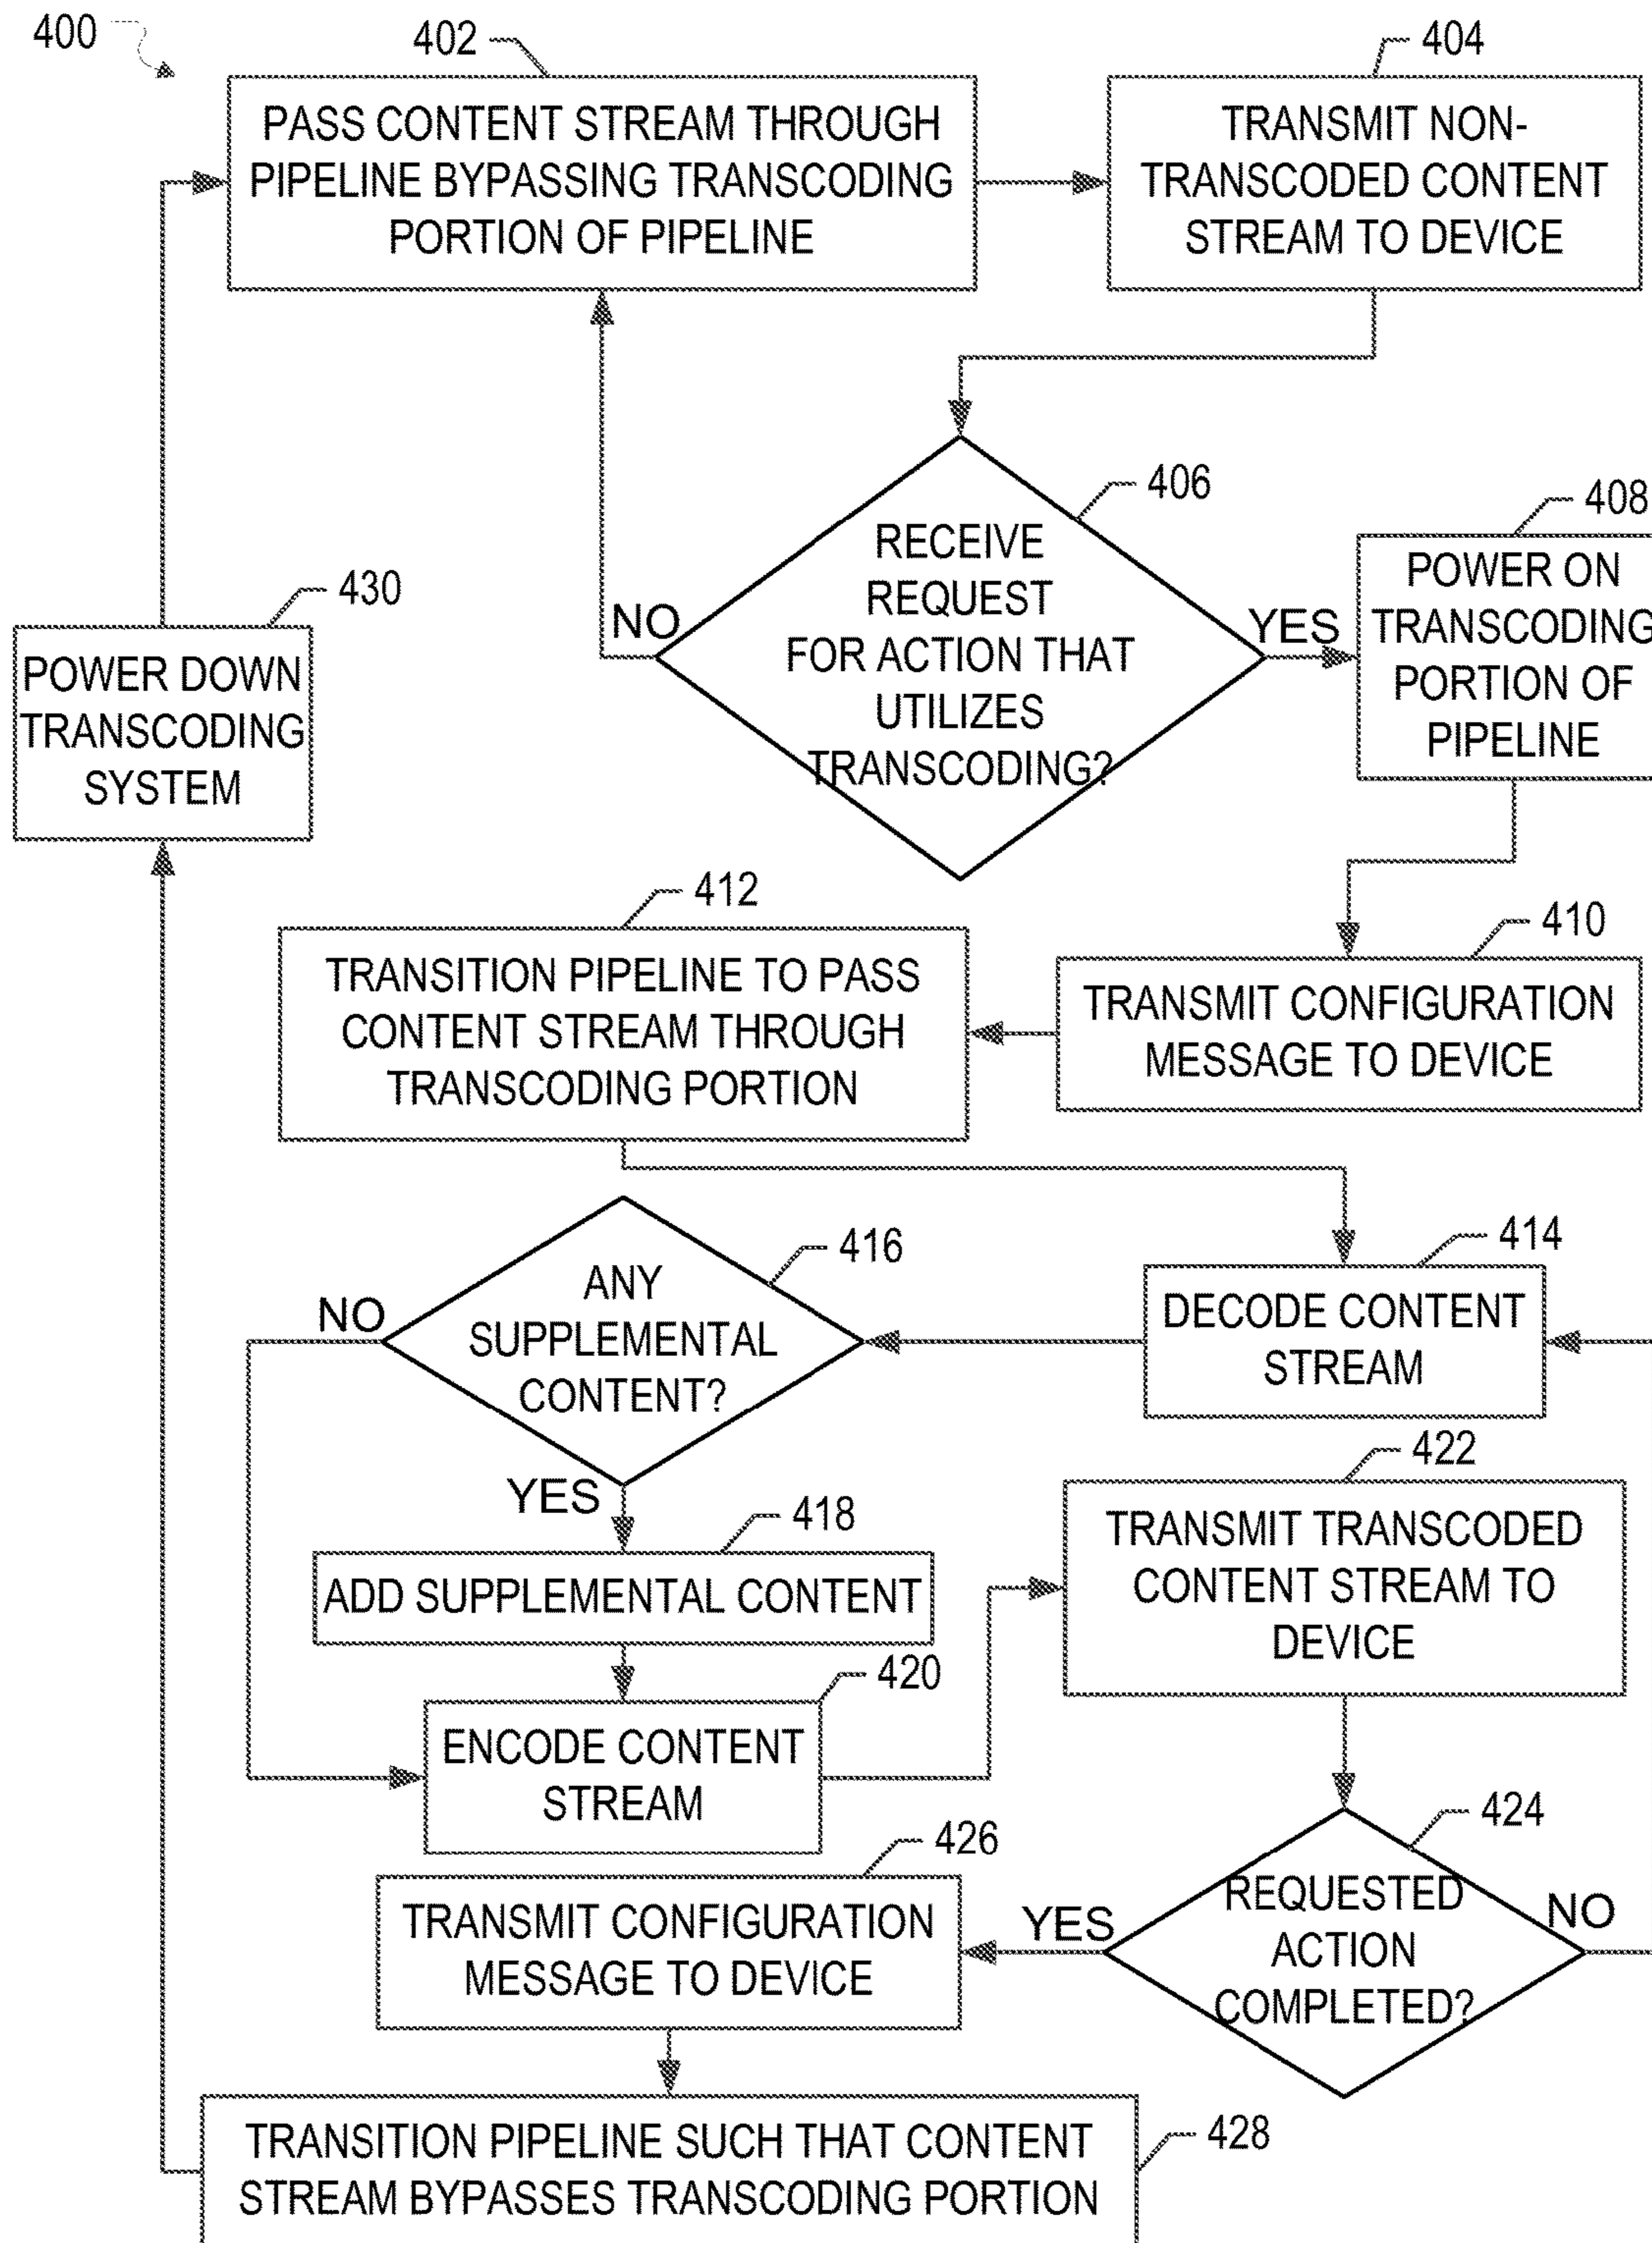 400
402
PASS CONTENT STREAM THROUGH
PIPELINE BYPASSING TRANSCODING
PORTION OF PIPELINE
404
TRANSMIT NON-
TRANSCODED CONTENT
STREAM TO DEVICE
406
RECEIVE
REQUEST
FOR ACTION THAT
UTILIZES
TRANSCODING?
NO
YES
408
POWER ON
TRANSCODING
PORTION OF
PIPELINE
430
POWER DOWN
TRANSCODING
SYSTEM
412
TRANSITION PIPELINE TO PASS
CONTENT STREAM THROUGH
TRANSCODING PORTION
410
TRANSMIT CONFIGURATION
MESSAGE TO DEVICE
416
ANY
SUPPLEMENTAL
CONTENT?
NO
YES
414
DECODE CONTENT
STREAM
418
ADD SUPPLEMENTAL CONTENT
420
ENCODE CONTENT
STREAM
422
TRANSMIT TRANSCODED
CONTENT STREAM TO
DEVICE
424
REQUESTED
ACTION
COMPLETED?
YES
NO
426
TRANSMIT CONFIGURATION
MESSAGE TO DEVICE
428
TRANSITION PIPELINE SUCH THAT CONTENT
STREAM BYPASSES TRANSCODING PORTION